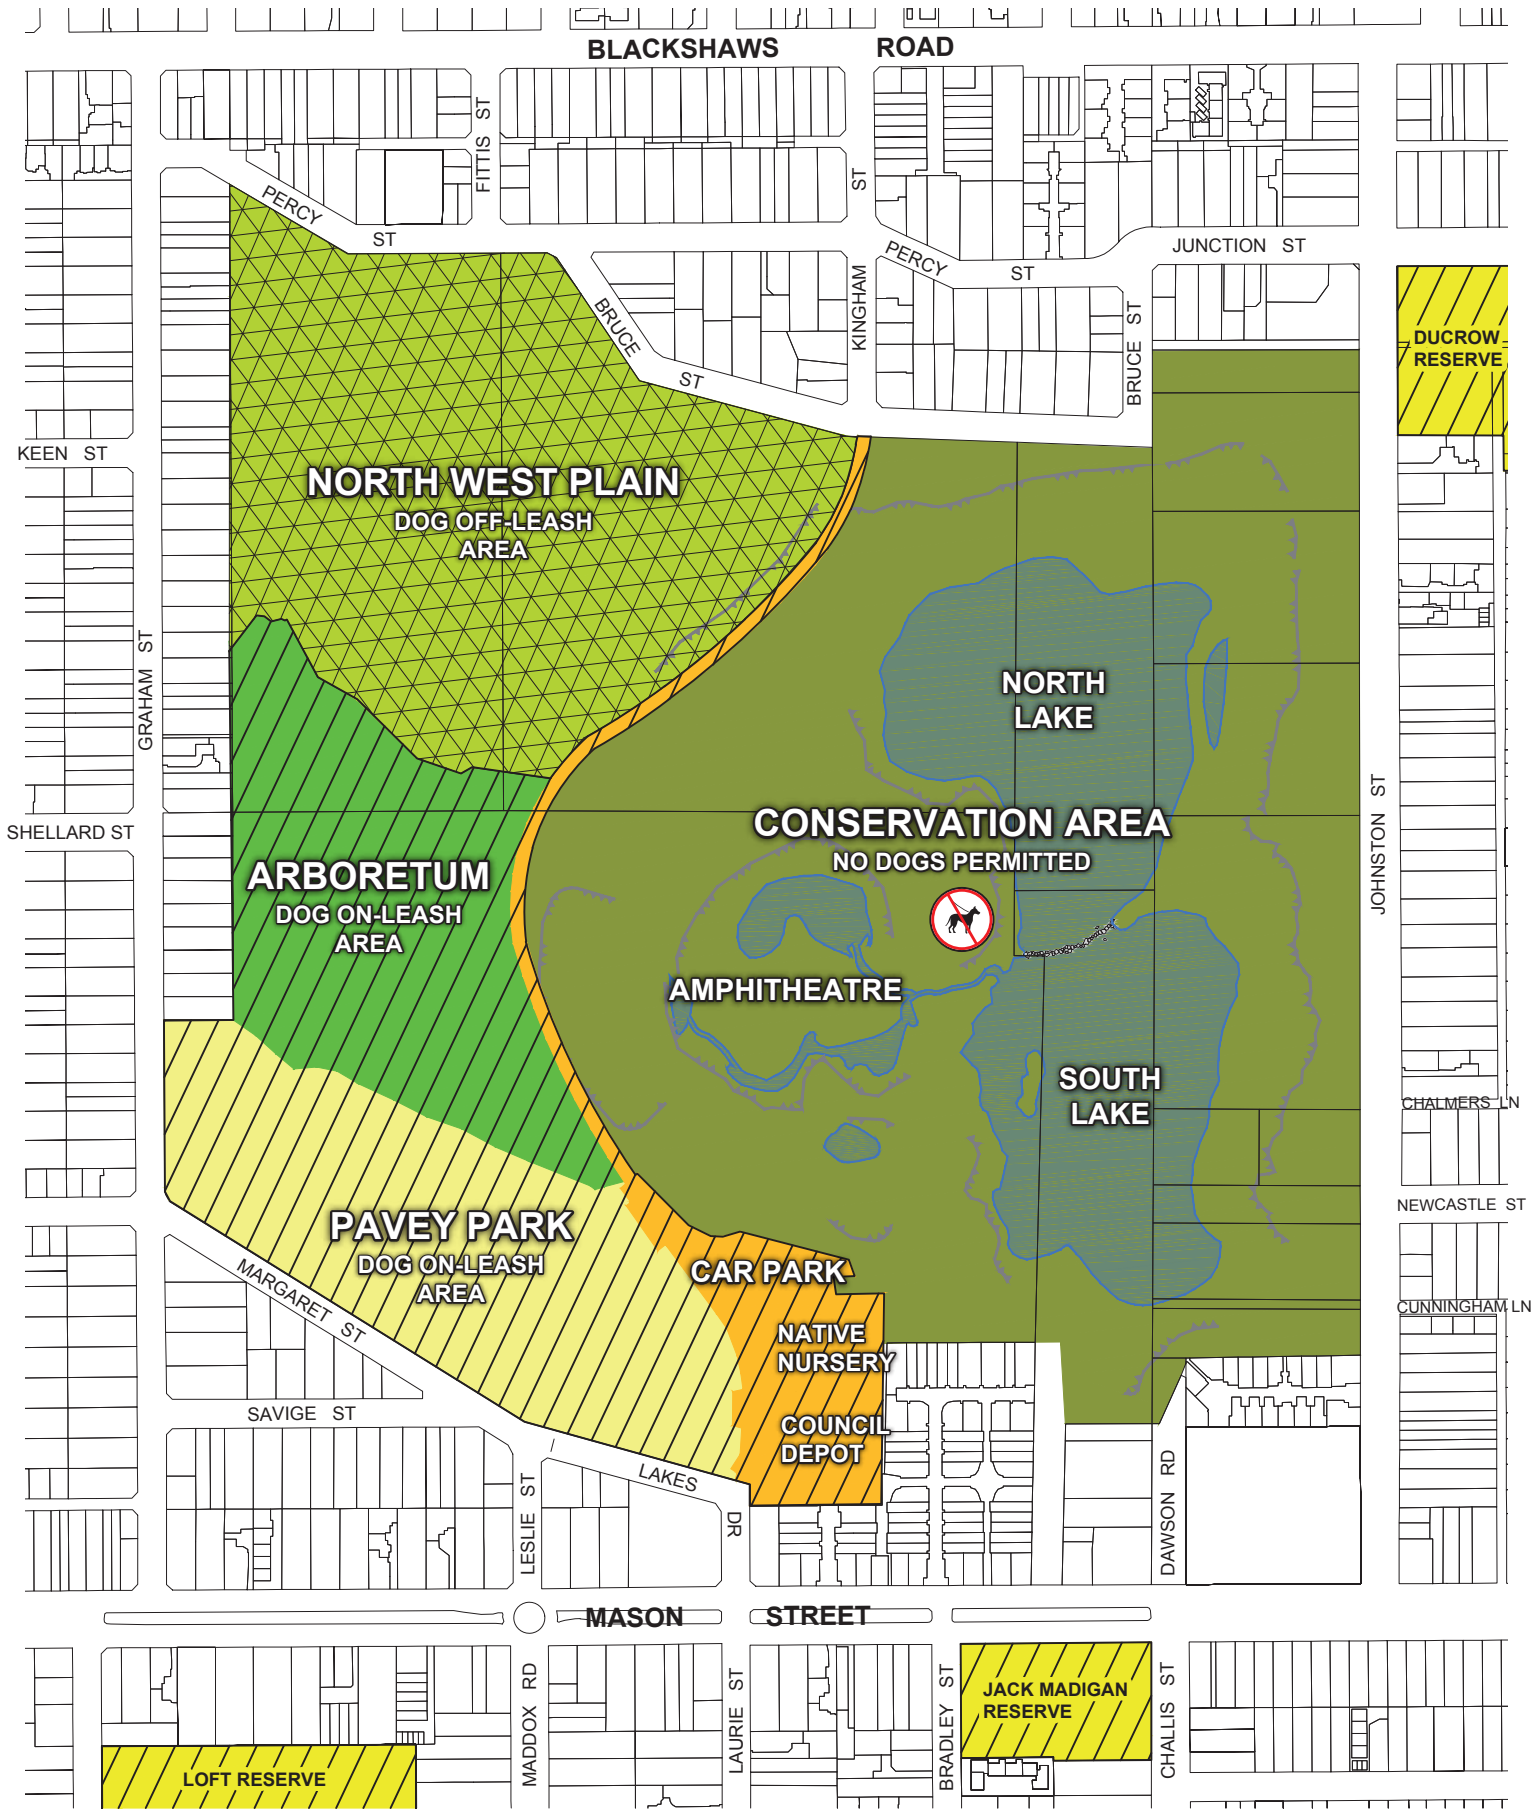 BLACKSHAWS ROAD
FITTIS ST
ST
KINGHAM
PERCY
ST
PERCY
ST
JUNCTION ST
BRUCE
ST
BRUCE ST
DUCROW
RESERVE
KEEN ST
NORTH WEST PLAIN
DOG OFF-LEASH
AREA
GRAHAM ST
NORTH
LAKE
SHELLARD ST
CONSERVATION AREA
NO DOGS PERMITTED
JOHNSTON ST
ARBORETUM
DOG ON-LEASH
AREA
AMPHITHEATRE
SOUTH
LAKE
CHALMERS LN
NEWCASTLE ST
PAVEY PARK
DOG ON-LEASH
AREA
CAR PARK
MARGARET ST
CUNNINGHAM LN
NATIVE
NURSERY
SAVIGE ST
COUNCIL
DEPOT
LAKES
DR
LESLIE ST
DAWSON RD
MASON STREET
MADDOX RD
LAURIE ST
BRADLEY ST
JACK MADIGAN
RESERVE
CHALLIS ST
LOFT RESERVE